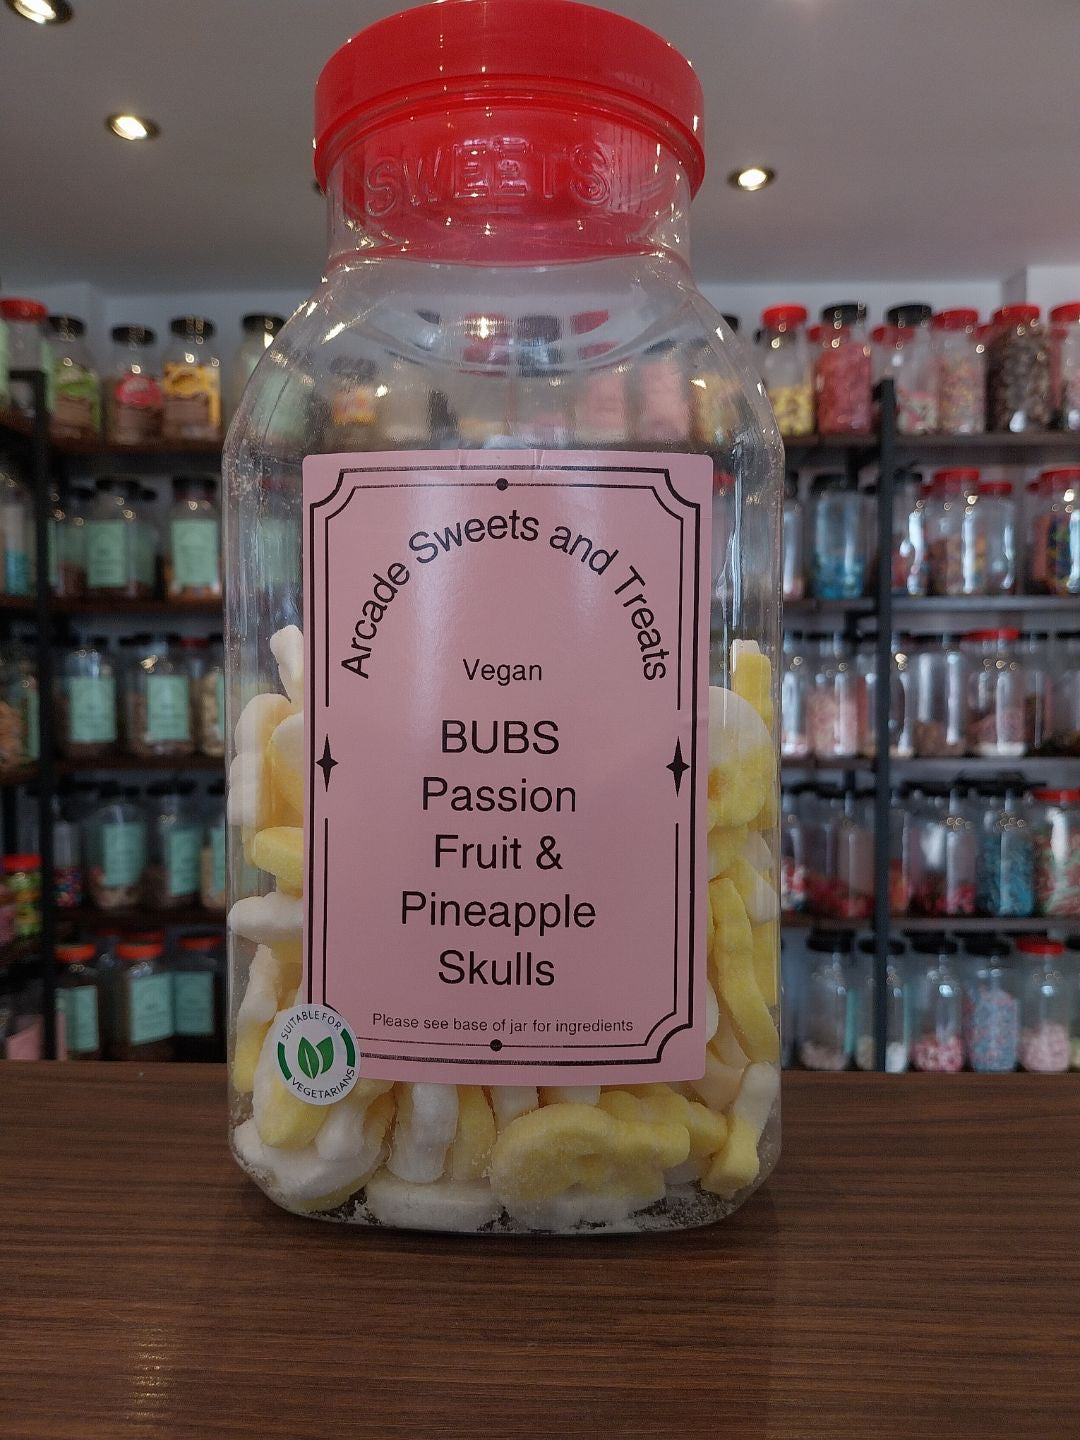 SWEETS
Arcade Sweets and Treats
Vegan
BUBS
Passion
Fruit &
Pineapple
Skulls
Please see base of jar for ingredients
SUITABLE FOR
VEGETARIANS